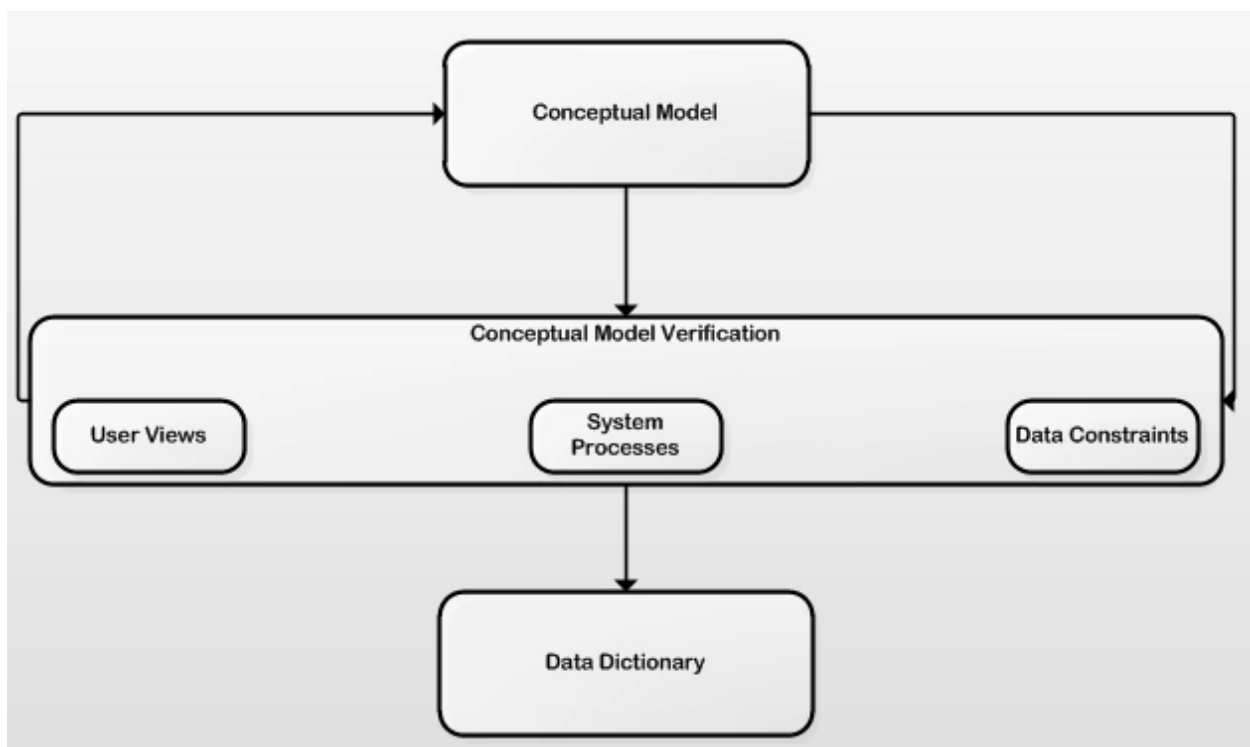 Conceptual Model
Conceptual Model Verification
User Views
System
Processes
Data Constraints
Data Dictionary